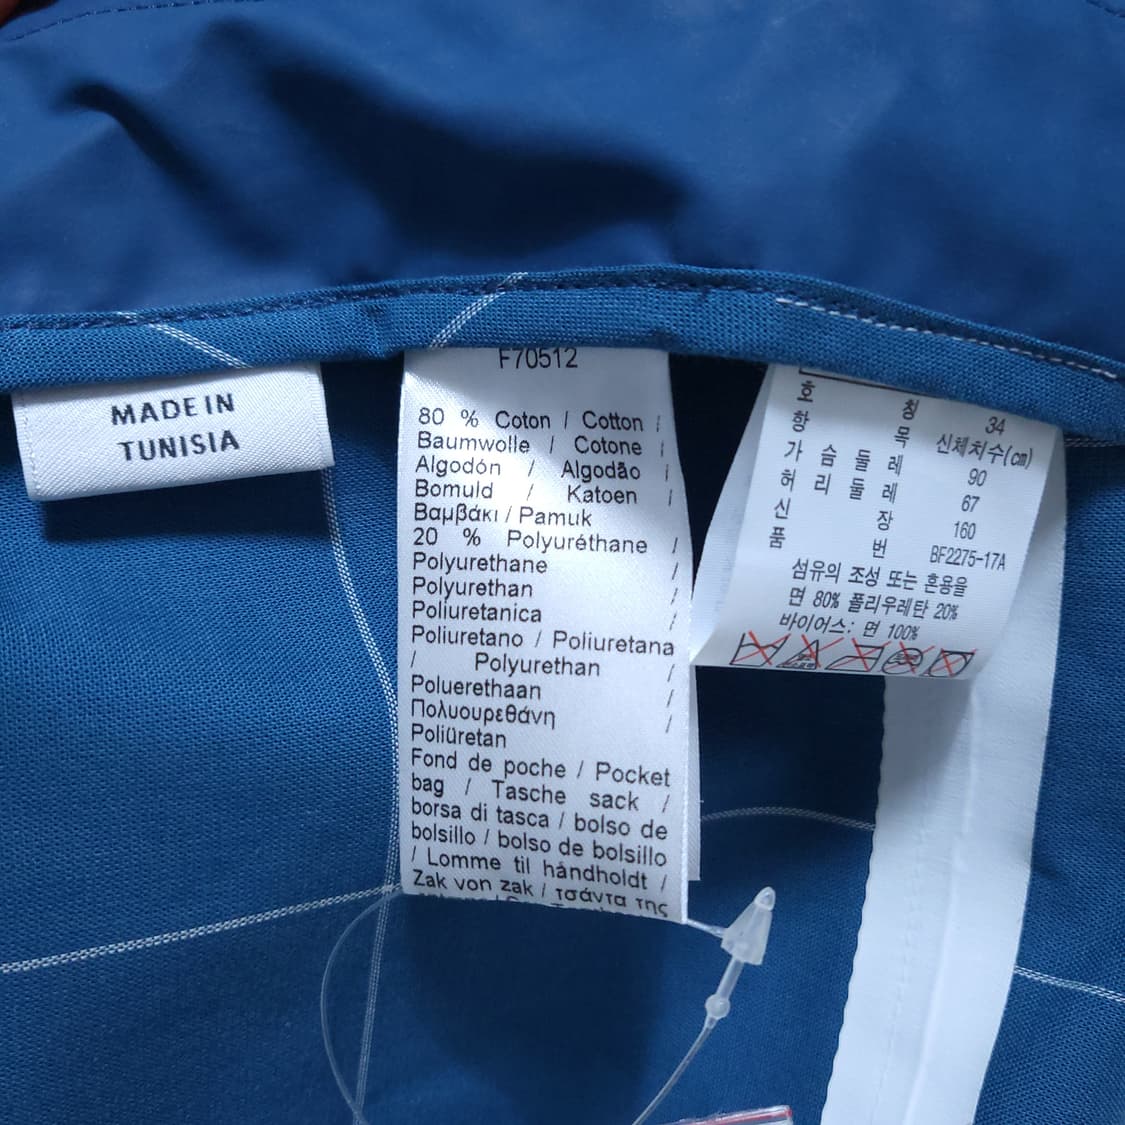 MADE IN
TUNISIA
F70512
80 % Coton / Cotton /
Baumwolle / Cotone /
Algodón / Algodão /
Bomuld / Katoen /
Βαμβάκι / Pamuk
20 % Polyuréthane /
Polyurethane /
Polyurethan /
Poliuretanica /
Poliuretano / Poliuretana
/ Polyurethan /
Poluerethaan /
Πολυουρεθάνη /
Poliüretan
Fond de poche / Pocket
bag / Tasche sack /
borsa di tasca / bolso de
bolsillo / bolso de bolsillo
/ Lomme til håndholdt /
Zak von zak / τσάντα της
호 칭 34
항 목 신체치수(cm)
가 슴 둘 레 90
허 리 둘 레 67
신 장 160
품 번 BF2275-17A
섬유의 조성 또는 혼용율
면 80% 폴리우레탄 20%
바이어스: 면 100%